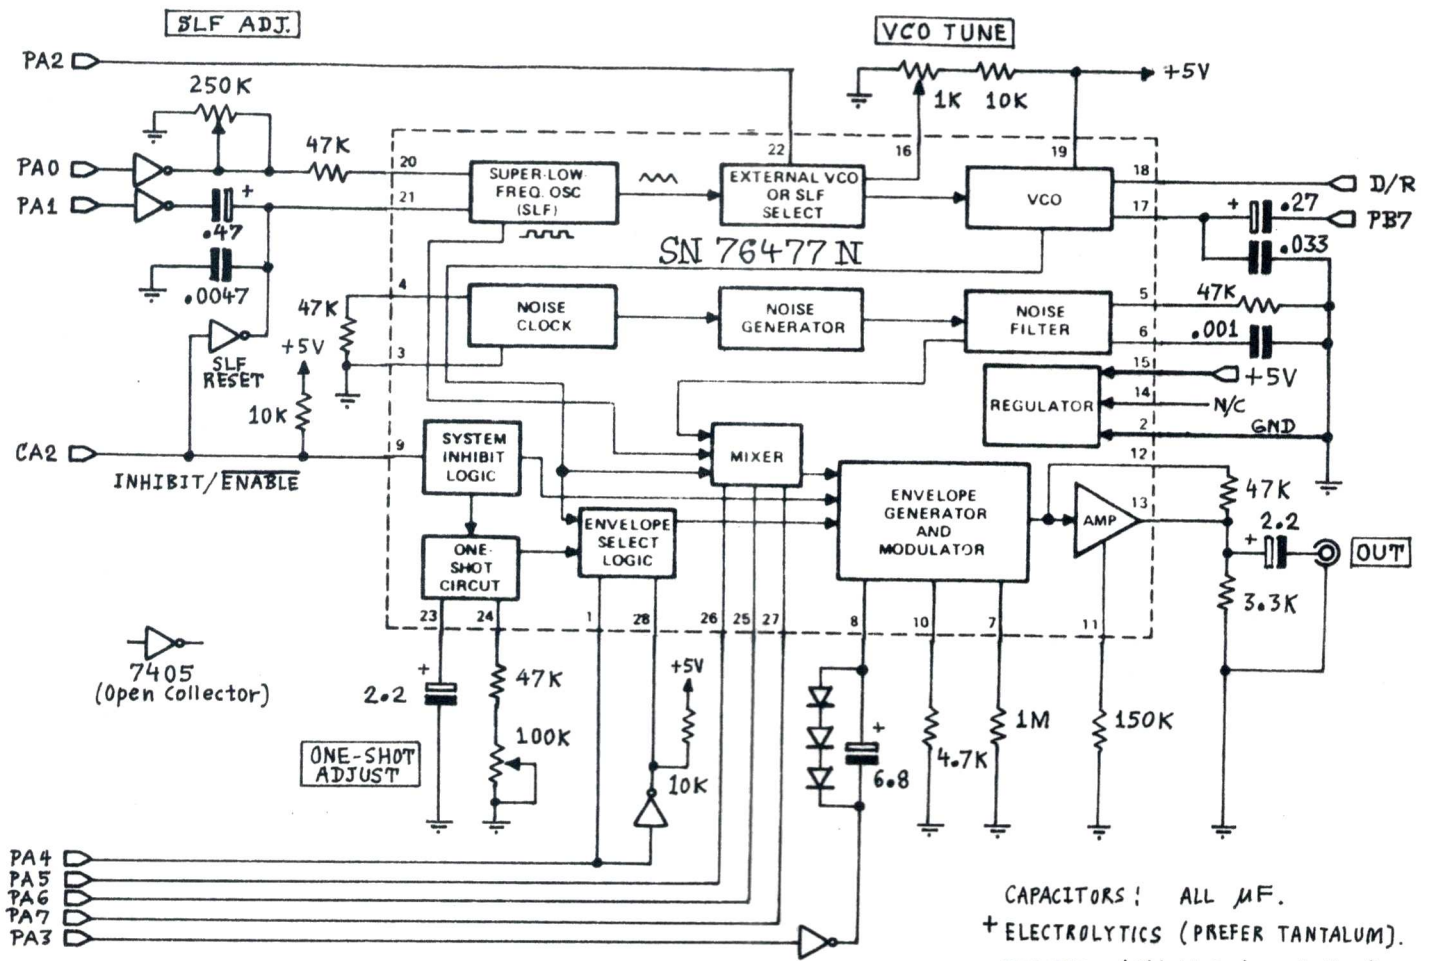 SLF ADJ.
VCO TUNE
PA2
+5V
250K
1K
10K
47K
22
16
19
PA0
20
SUPER-LOW-
FREQ. OSC
(SLF)
EXTERNAL VCO
OR SLF
SELECT
VCO
18
D/R
PA1
21
17
+
.27
PB7
+
.47
SN 76477N
.033
.0047
4
47K
NOISE
CLOCK
NOISE
GENERATOR
NOISE
FILTER
5
47K
6
.001
3
+5V
SLF
RESET
10K
REGULATOR
15
+5V
14
N/C
2
GND
CA2
INHIBIT/ENABLE
9
SYSTEM
INHIBIT
LOGIC
MIXER
12
47K
ENVELOPE
GENERATOR
AND
MODULATOR
AMP
13
+
2.2
OUT
3.3K
ENVELOPE
SELECT
LOGIC
ONE-
SHOT
CIRCUT
23
24
1
28
26
25
27
8
10
7
11
7405
(Open Collector)
+
2.2
47K
100K
ONE-SHOT
ADJUST
+5V
10K
+
6.8
4.7K
1M
150K
PA4
PA5
PA6
PA7
PA3
CAPACITORS: ALL µF.
+ ELECTROLYTICS (PREFER TANTALUM).